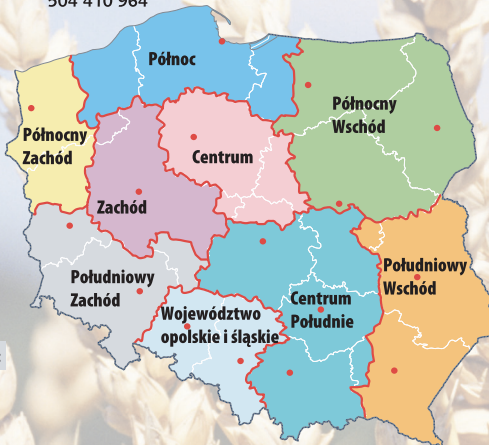 504 410 964
Północ
Północny
Wschód
Północny
Zachód
Centrum
Zachód
Południowy
Wschód
Południowy
Zachód
Centrum
Południe
Województwo
opolskie i śląskie